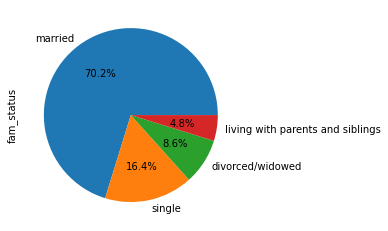 married
70.2%
fam_status
4.8%
living with parents and siblings
8.6%
divorced/widowed
16.4%
single